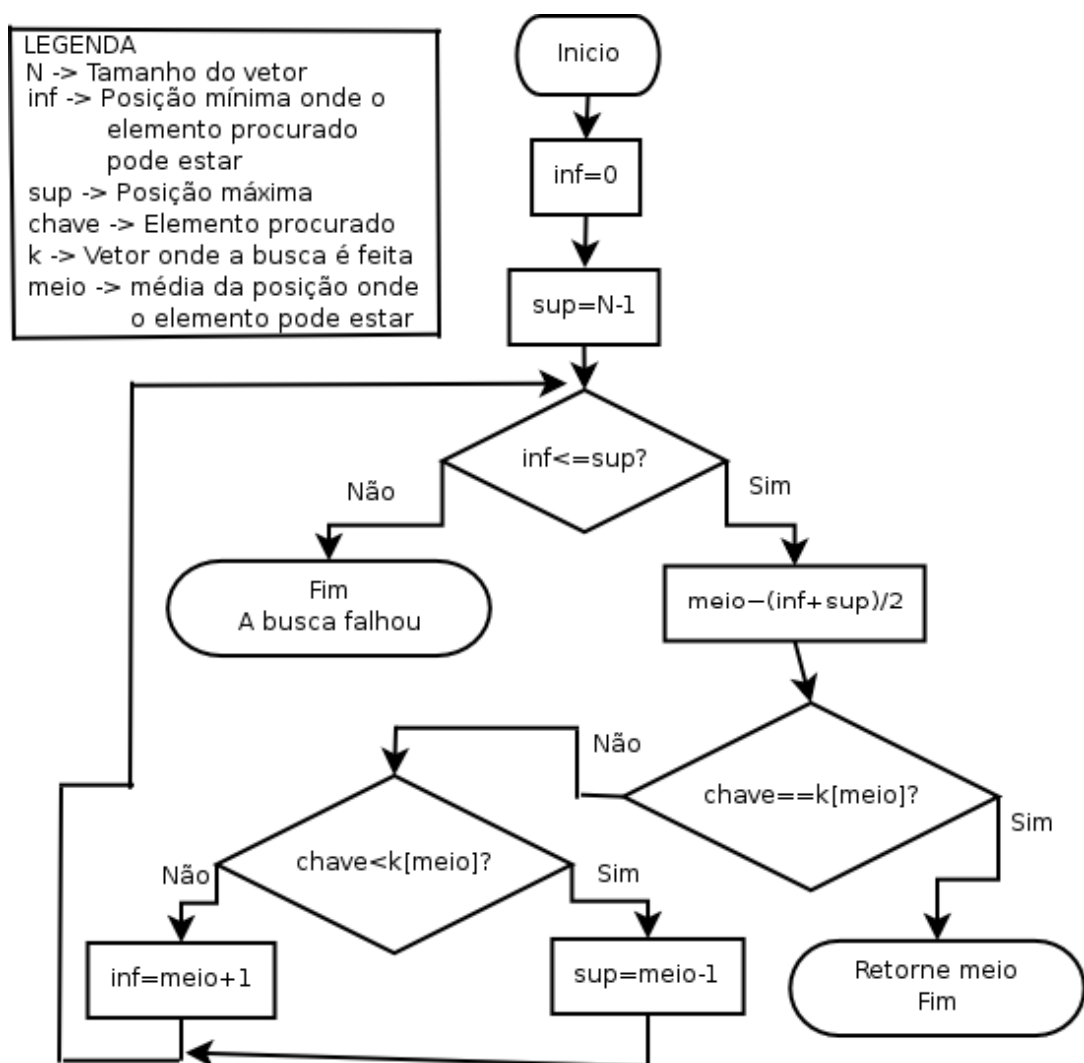 LEGENDA
N -> Tamanho do vetor
inf -> Posição mínima onde o
elemento procurado
pode estar
sup -> Posição máxima
chave -> Elemento procurado
k -> Vetor onde a busca é feita
meio -> média da posição onde
o elemento pode estar
Inicio
inf=0
sup=N-1
inf<=sup?
Não
Sim
Fim
A busca falhou
meio−(inf+sup)/2
chave==k[meio]?
Não
Sim
chave<k[meio]?
Não
Sim
inf=meio+1
sup=meio-1
Retorne meio
Fim